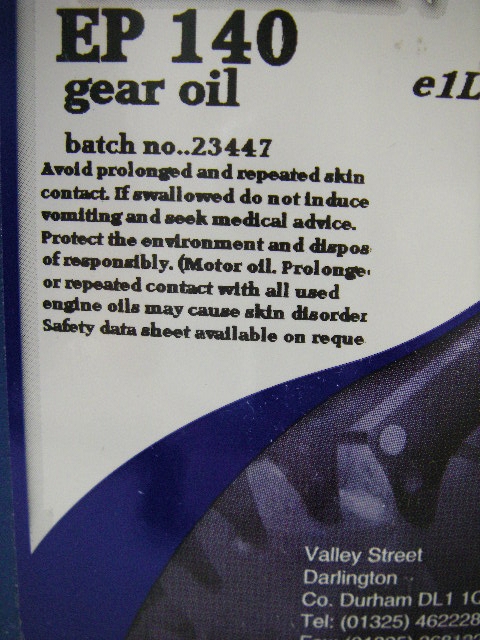 EP 140
gear oil
e1L
batch no..23447
Avoid prolonged and repeated skin
contact. If swallowed do not induce
vomiting and seek medical advice.
Protect the environment and dispos
of responsibly. (Motor oil. Prolonge
or repeated contact with all used
engine oils may cause skin disorder
Safety data sheet available on reque
Valley Street
Darlington
Co. Durham DL1 1
Tel: (01325) 462228